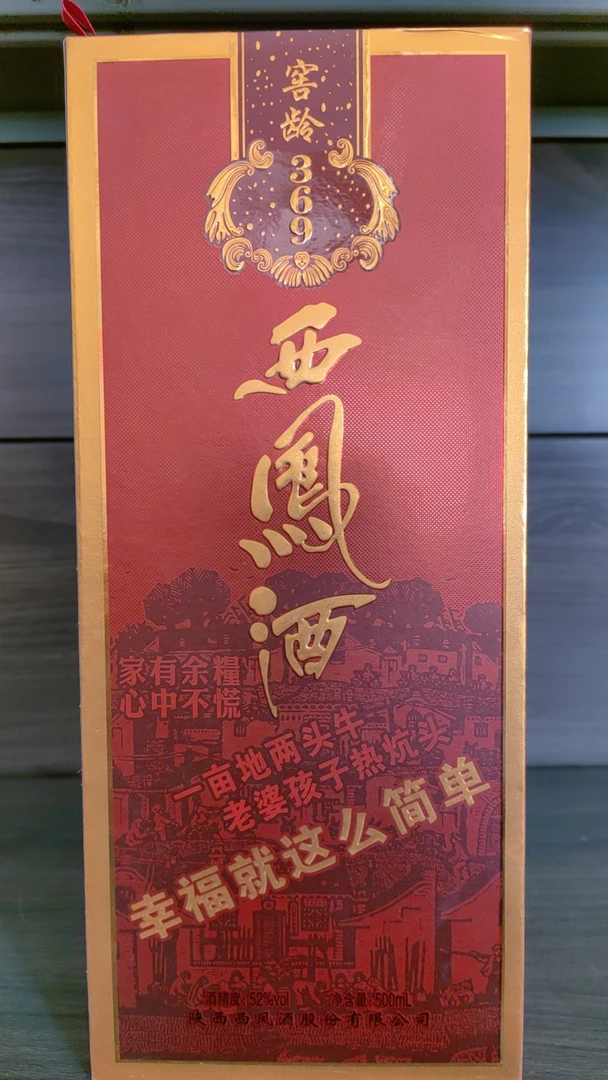 窖龄
369
西鳳酒
家有余糧
心中不慌
一亩地两头牛
老婆孩子热炕头
幸福就这么简单
酒精度:52%vol 净含量:500mL
陕西西凤酒股份有限公司